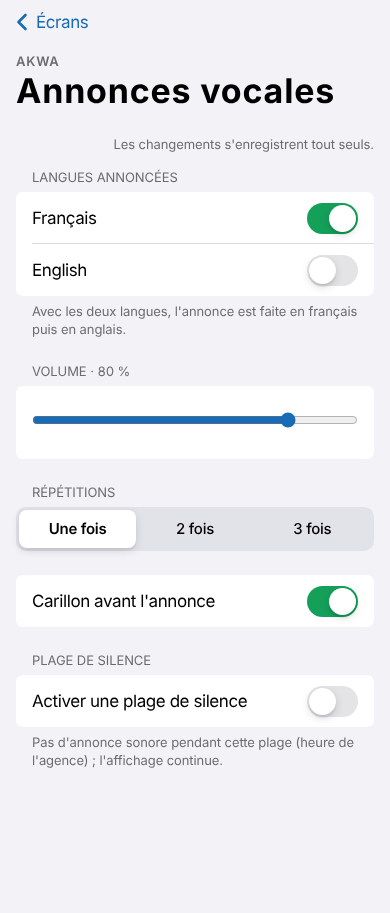 Écrans
AKWA
Annonces vocales
Les changements s'enregistrent tout seuls.
LANGUES ANNONCÉES
Français
English
Avec les deux langues, l'annonce est faite en français
puis en anglais.
VOLUME · 80 %
RÉPÉTITIONS
Une fois
2 fois
3 fois
Carillon avant l'annonce
PLAGE DE SILENCE
Activer une plage de silence
Pas d'annonce sonore pendant cette plage (heure de
l'agence) ; l'affichage continue.